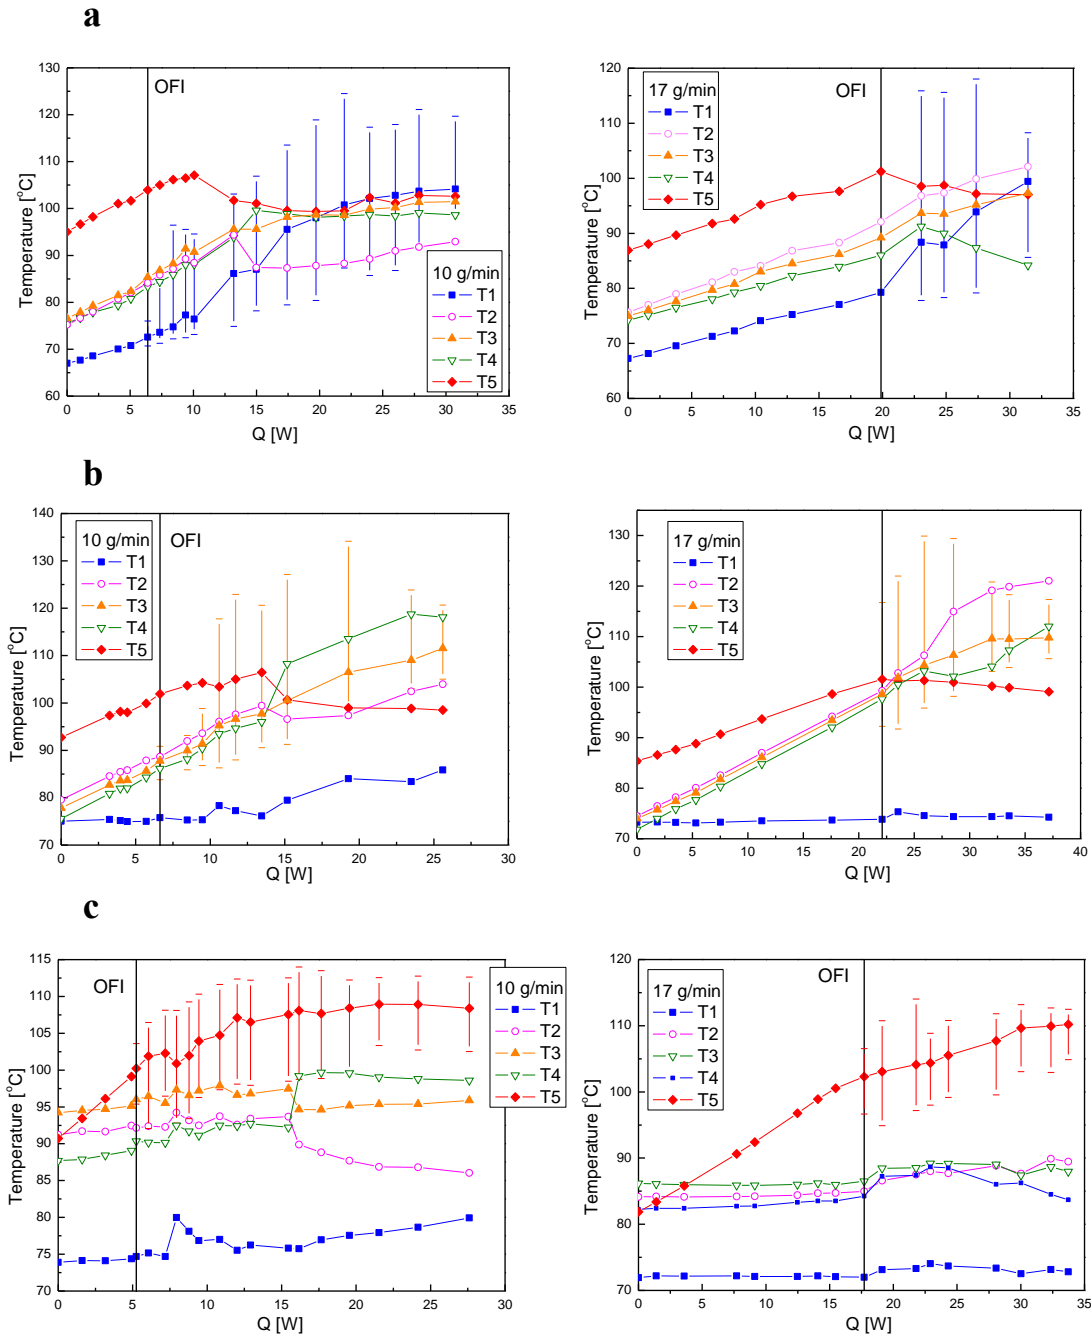 a
130
120
110
100
90
80
70
60
Temperature [°C]
OFI
10 g/min
T1
T2
T3
T4
T5
0 5 10 15 20 25 30 35
Q [W]
120
110
100
90
80
70
60
Temperature [°C]
17 g/min
T1
T2
T3
T4
T5
OFI
0 5 10 15 20 25 30 35
Q [W]
b
140
130
120
110
100
90
80
70
Temperature [°C]
10 g/min
T1
T2
T3
T4
T5
OFI
0 5 10 15 20 25 30
Q [W]
130
120
110
100
90
80
70
Temperature [°C]
17 g/min
T1
T2
T3
T4
T5
0 5 10 15 20 25 30 35 40
Q [W]
c
115
110
105
100
95
90
85
80
75
70
Temperature [°C]
OFI
10 g/min
T1
T2
T3
T4
T5
0 5 10 15 20 25 30
Q [W]
120
110
100
90
80
70
Temperature [°C]
17 g/min
T1
T2
T3
T4
T5
OFI
0 5 10 15 20 25 30 35
Q [W]